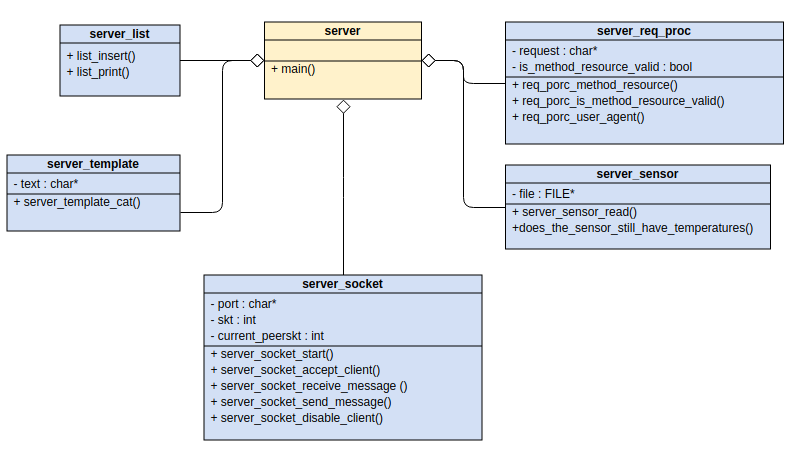 server_list
+ list_insert()
+ list_print()
server
+ main()
server_req_proc
- request : char*
- is_method_resource_valid : bool
+ req_porc_method_resource()
+ req_porc_is_method_resource_valid()
+ req_porc_user_agent()
server_template
- text : char*
+ server_template_cat()
server_sensor
- file : FILE*
+ server_sensor_read()
+does_the_sensor_still_have_temperatures()
server_socket
- port : char*
- skt : int
- current_peerskt : int
+ server_socket_start()
+ server_socket_accept_client()
+ server_socket_receive_message ()
+ server_socket_send_message()
+ server_socket_disable_client()